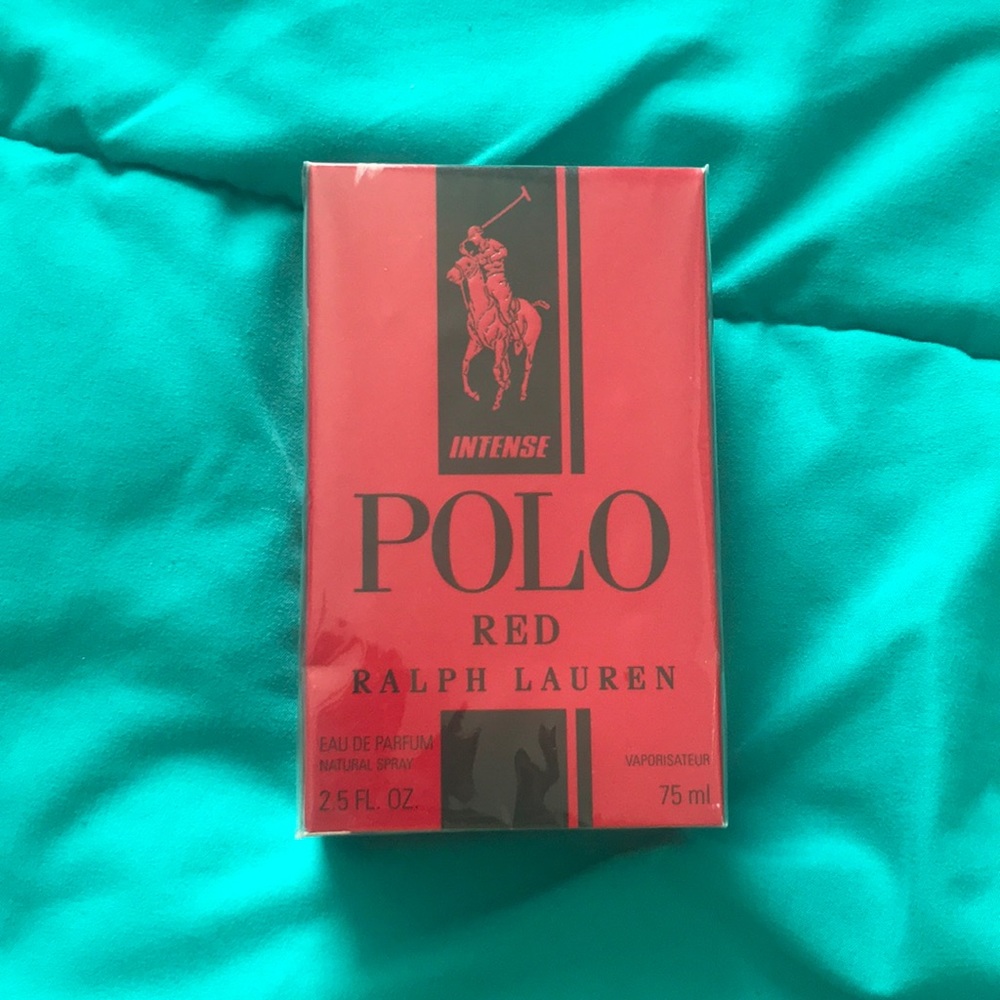 INTENSE
POLO
RED
RALPH LAUREN
EAU DE PARFUM
NATURAL SPRAY
VAPORISATEUR
2.5 FL. OZ.
75 ml